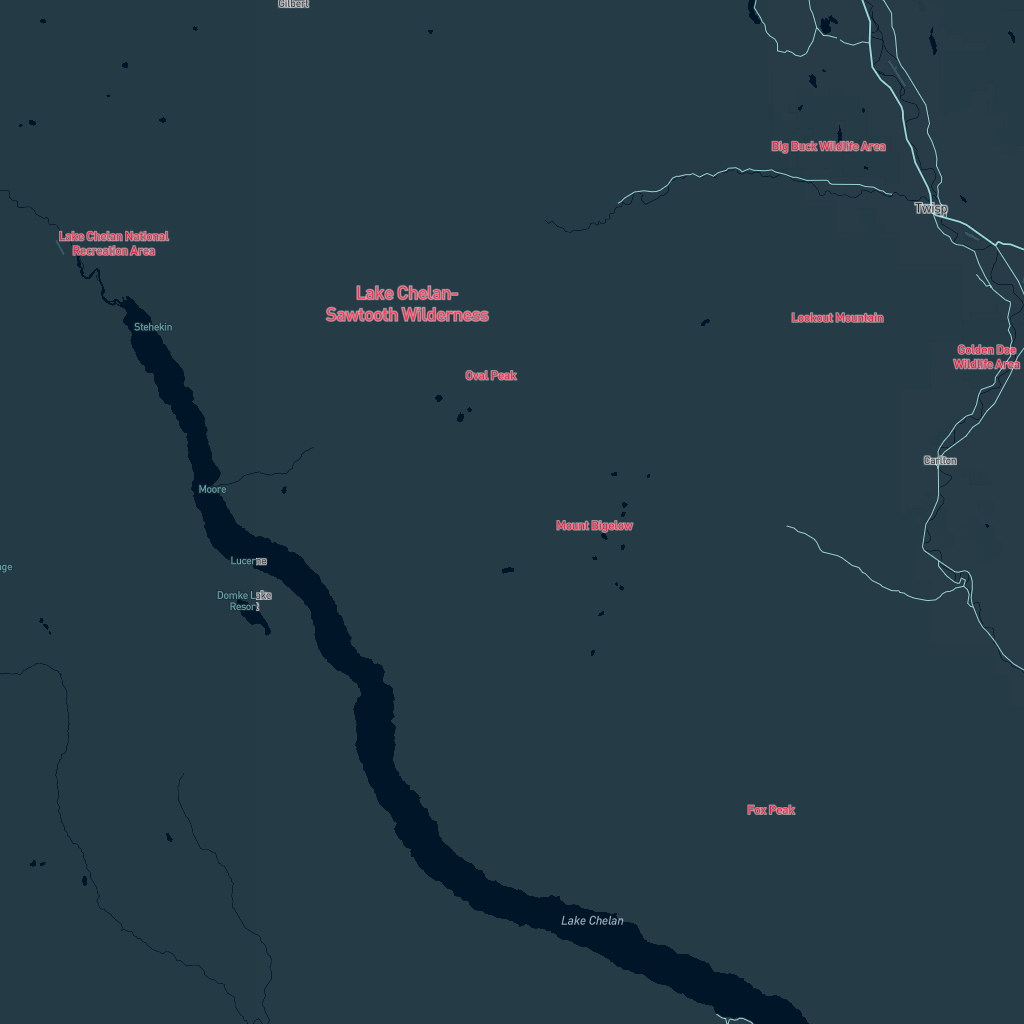 Gilbert
Big Buck Wildlife Area
Twisp
Lake Chelan National
Recreation Area
Lake Chelan-
Sawtooth Wilderness
Stehekin
Lookout Mountain
Golden Doe
Wildlife Area
Oval Peak
Carlton
Moore
Mount Bigelow
Lucerne
age
Domke Lake
Resort
Fox Peak
Lake Chelan